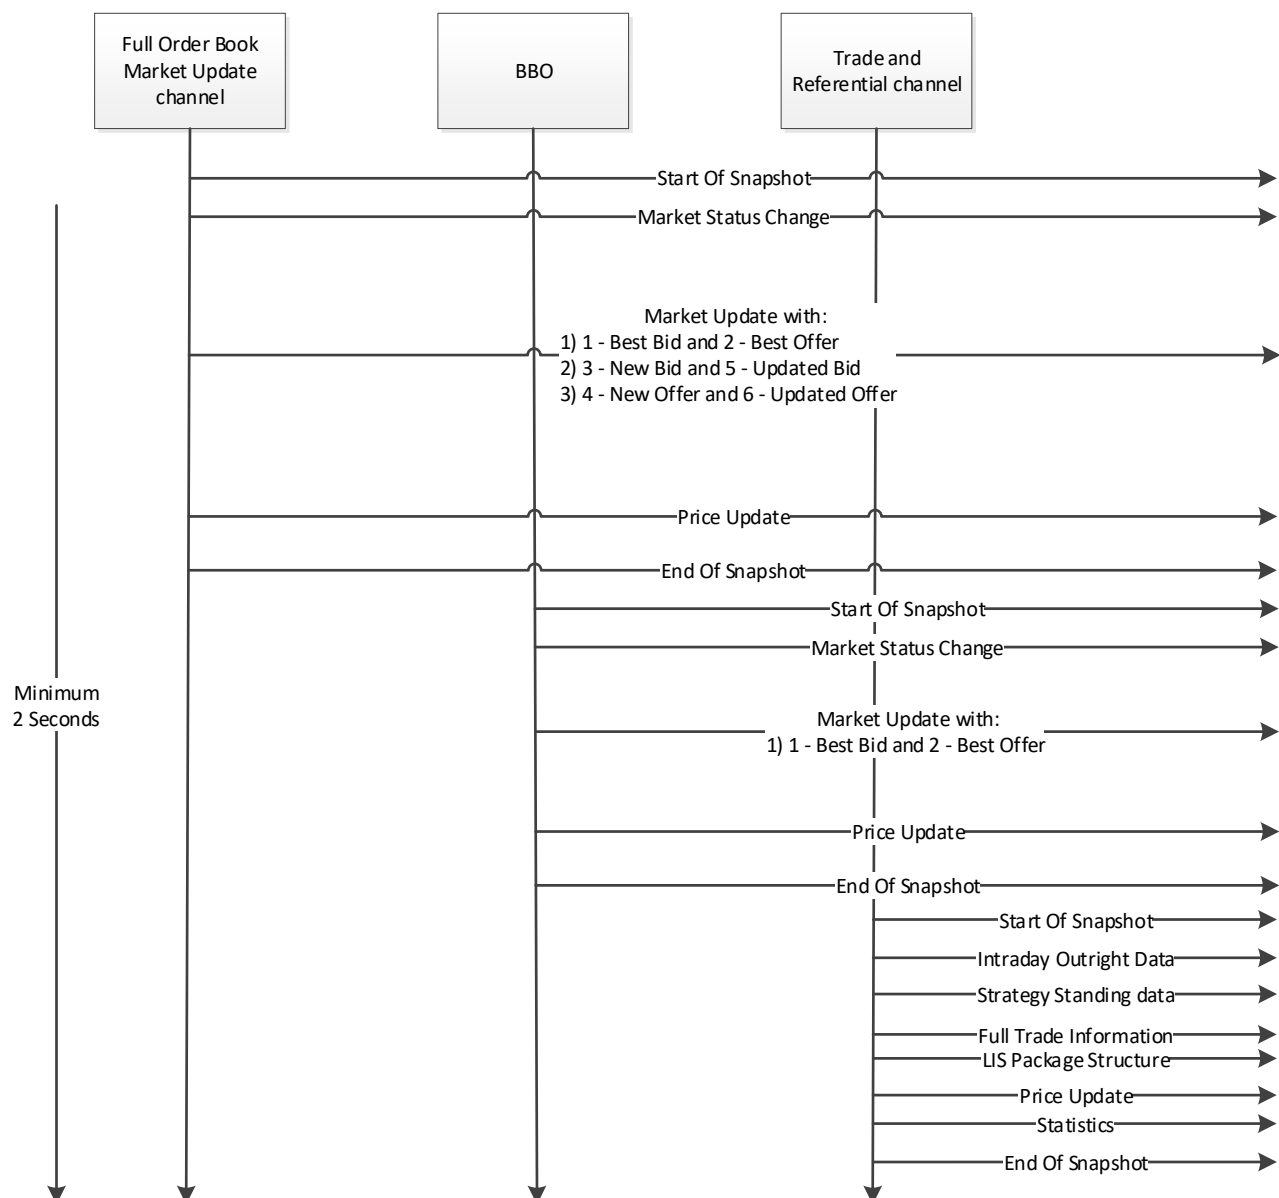 Full Order Book
Market Update
channel
BBO
Trade and
Referential channel
Start Of Snapshot
Market Status Change
Market Update with:
1) 1 - Best Bid and 2 - Best Offer
2) 3 - New Bid and 5 - Updated Bid
3) 4 - New Offer and 6 - Updated Offer
Price Update
End Of Snapshot
Start Of Snapshot
Market Status Change
Minimum
2 Seconds
Market Update with:
1) 1 - Best Bid and 2 - Best Offer
Price Update
End Of Snapshot
Start Of Snapshot
Intraday Outright Data
Strategy Standing data
Full Trade Information
LIS Package Structure
Price Update
Statistics
End Of Snapshot